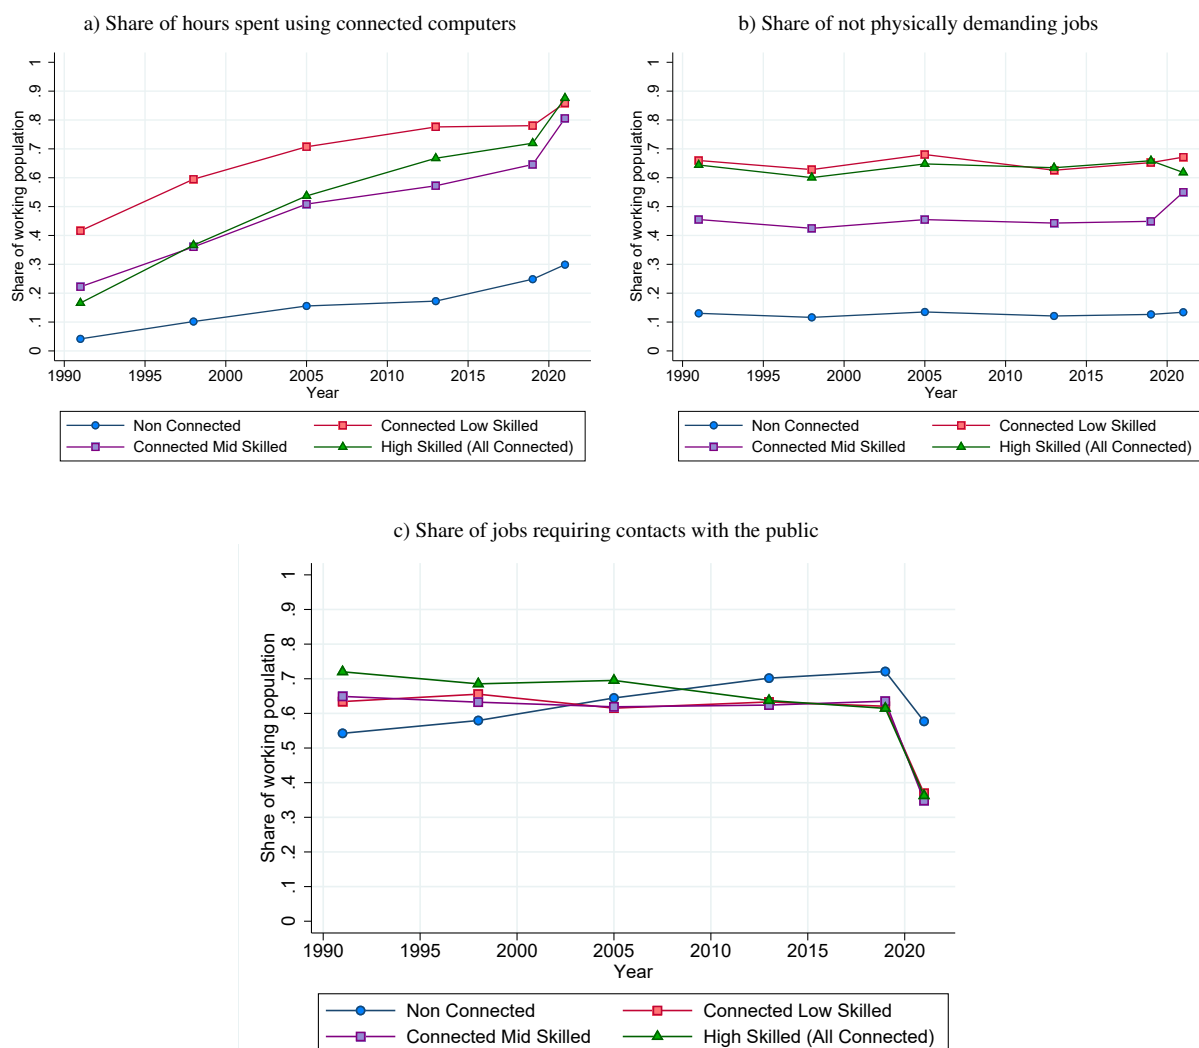 a) Share of hours spent using connected computers
Share of working population
1
.9
.8
.7
.6
.5
.4
.3
.2
.1
0
1990 1995 2000 2005 2010 2015 2020
Year
Non Connected Connected Low Skilled
Connected Mid Skilled High Skilled (All Connected)
b) Share of not physically demanding jobs
Share of working population
1
.9
.8
.7
.6
.5
.4
.3
.2
.1
0
1990 1995 2000 2005 2010 2015 2020
Year
Non Connected Connected Low Skilled
Connected Mid Skilled High Skilled (All Connected)
c) Share of jobs requiring contacts with the public
Share of working population
1
.9
.8
.7
.6
.5
.4
.3
.2
.1
0
1990 1995 2000 2005 2010 2015 2020
Year
Non Connected Connected Low Skilled
Connected Mid Skilled High Skilled (All Connected)